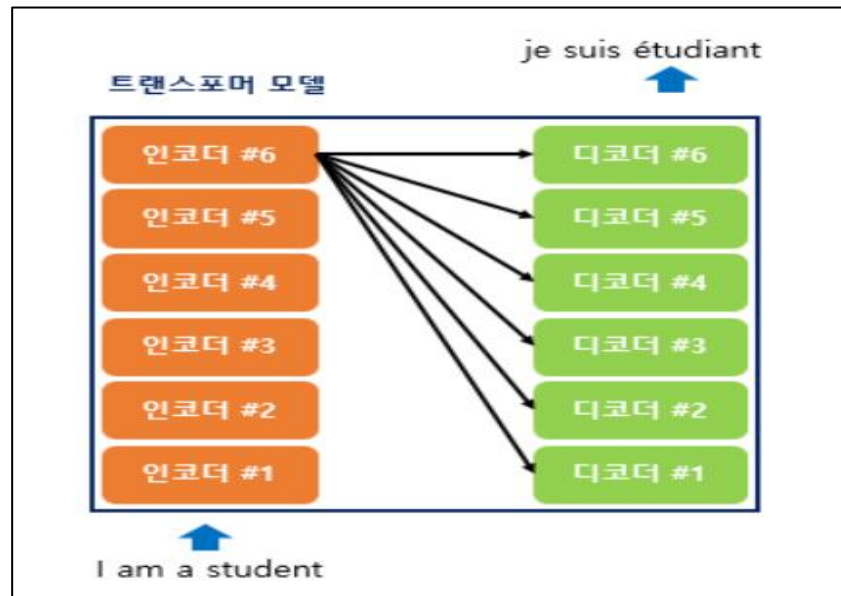 je suis étudiant
트랜스포머 모델
인코더 #6
디코더 #6
인코더 #5
디코더 #5
인코더 #4
디코더 #4
인코더 #3
디코더 #3
인코더 #2
디코더 #2
인코더 #1
디코더 #1
I am a student